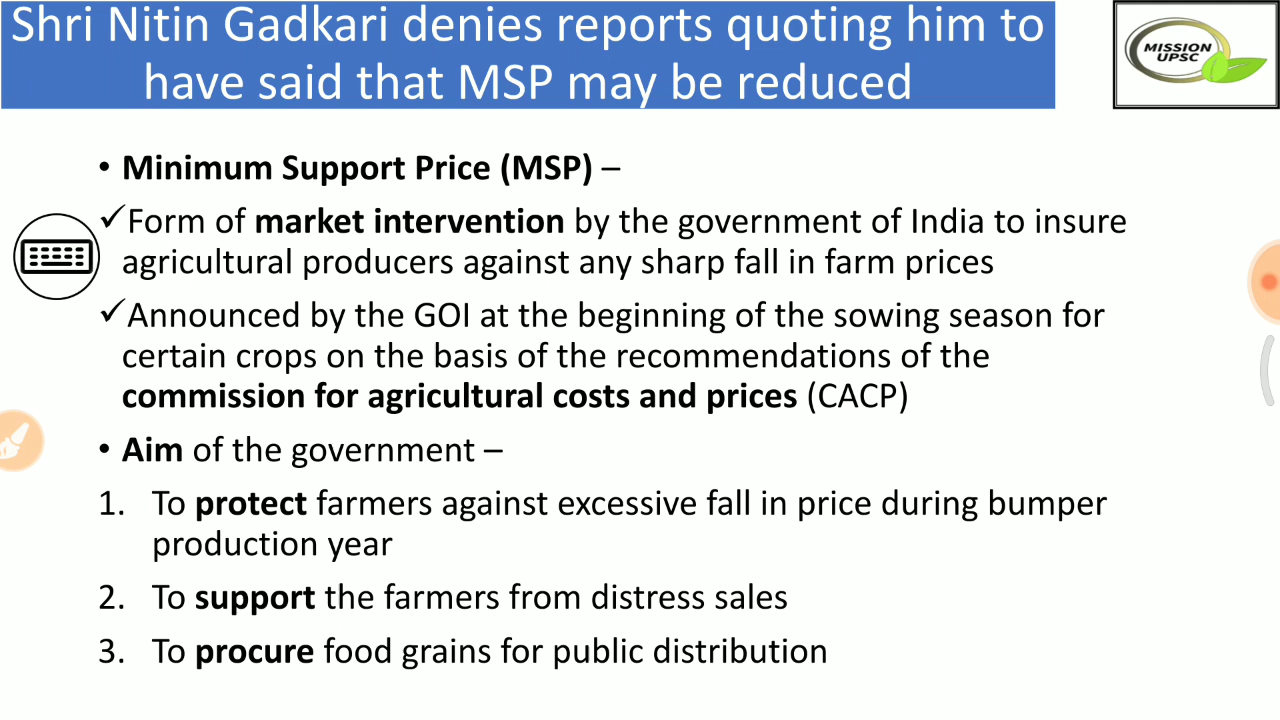 Shri Nitin Gadkari denies reports quoting him to
have said that MSP may be reduced
MISSION
UPSC
• Minimum Support Price (MSP) –
✓Form of market intervention by the government of India to insure
agricultural producers against any sharp fall in farm prices
✓Announced by the GOI at the beginning of the sowing season for
certain crops on the basis of the recommendations of the
commission for agricultural costs and prices (CACP)
• Aim of the government –
1. To protect farmers against excessive fall in price during bumper
production year
2. To support the farmers from distress sales
3. To procure food grains for public distribution